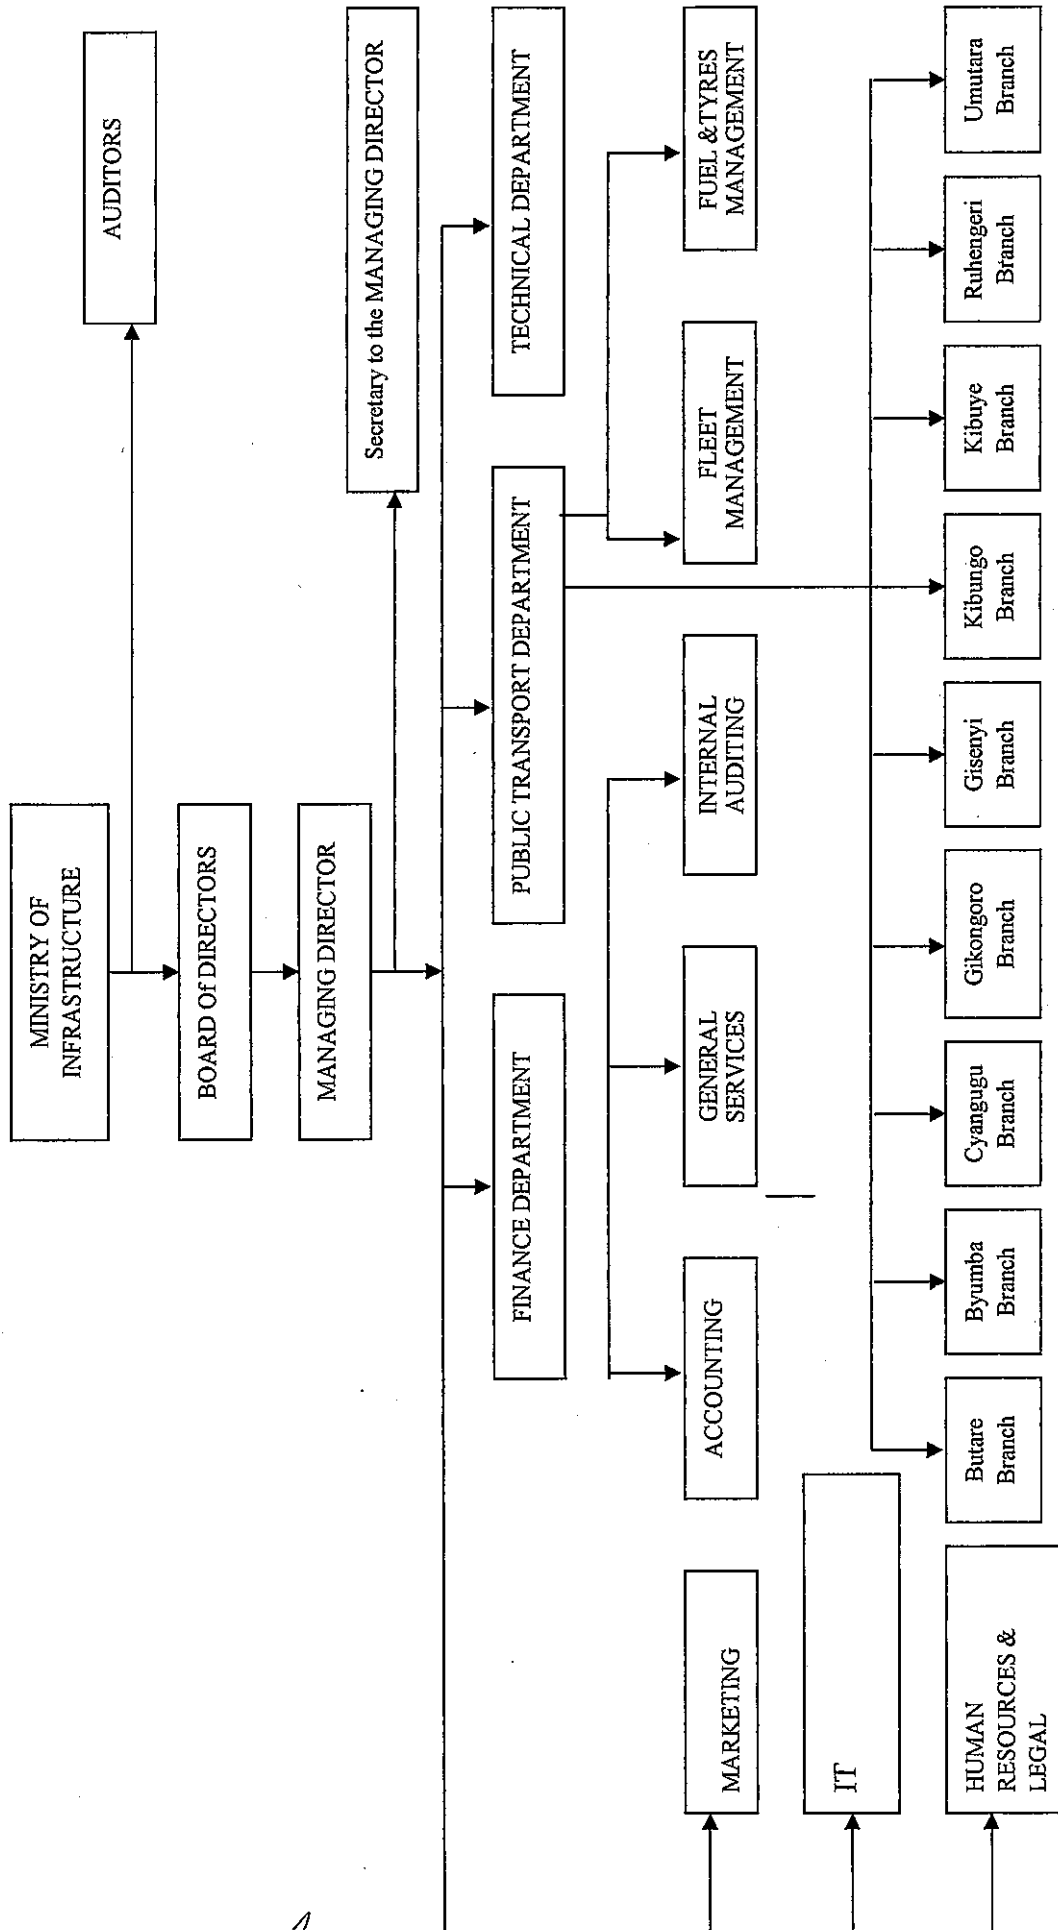 MINISTRY OF
INFRASTRUCTURE
AUDITORS
BOARD Of DIRECTORS
MANAGING DIRECTOR
Secretary to the MANAGING DIRECTOR
FINANCE DEPARTMENT
PUBLIC TRANSPORT DEPARTMENT
TECHNICAL DEPARTMENT
MARKETING
ACCOUNTING
GENERAL
SERVICES
INTERNAL
AUDITING
FLEET
MANAGEMENT
FUEL &TYRES
MANAGEMENT
IT
HUMAN
RESOURCES &
LEGAL
Butare
Branch
Byumba
Branch
Cyangugu
Branch
Gikongoro
Branch
Gisenyi
Branch
Kibungo
Branch
Kibuye
Branch
Ruhengeri
Branch
Umutara
Branch